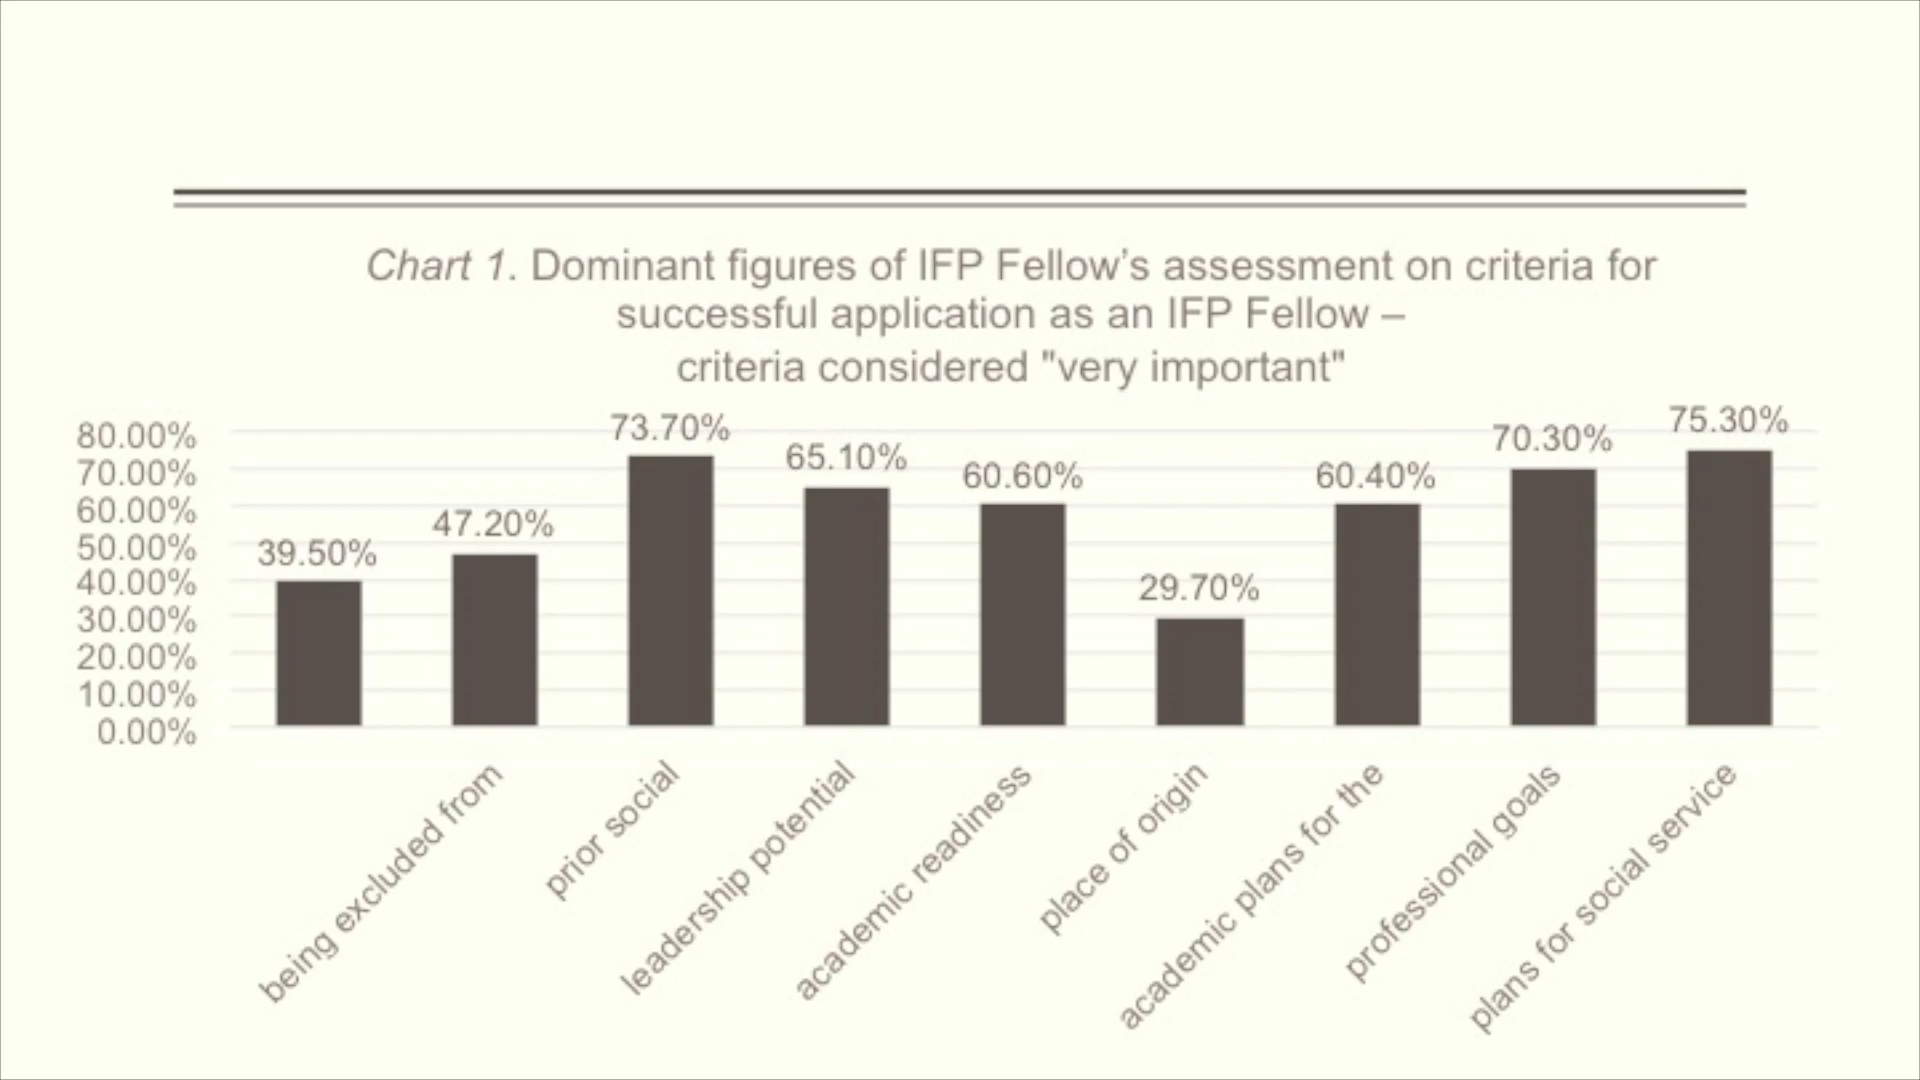 Chart 1. Dominant figures of IFP Fellow’s assessment on criteria for
successful application as an IFP Fellow –
criteria considered "very important"
80.00%
70.00%
60.00%
50.00%
40.00%
30.00%
20.00%
10.00%
0.00%
39.50%
47.20%
73.70%
65.10%
60.60%
29.70%
60.40%
70.30%
75.30%
being excluded from
prior social
leadership potential
academic readiness
place of origin
academic plans for the
professional goals
plans for social service